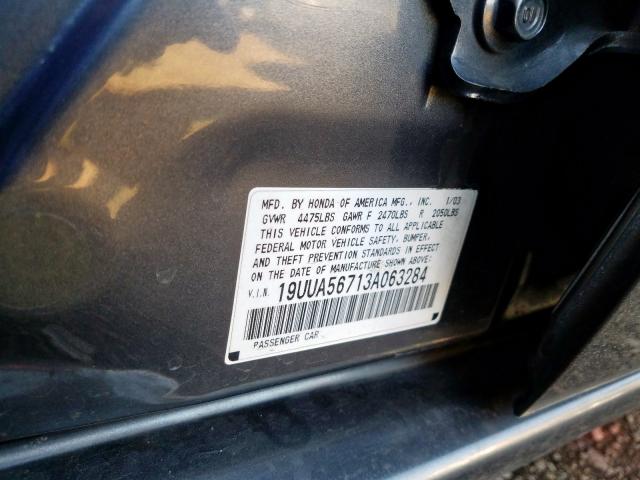 MFD. BY HONDA OF AMERICA MFG., INC. 1/03
GVWR 4475LBS GAWR F 2470LBS R 2050LBS
THIS VEHICLE CONFORMS TO ALL APPLICABLE
FEDERAL MOTOR VEHICLE SAFETY, BUMPER,
AND THEFT PREVENTION STANDARDS IN EFFECT
ON THE DATE OF MANUFACTURE SHOWN ABOVE.
V.I.N. 19UUA56713A063284
PASSENGER CAR